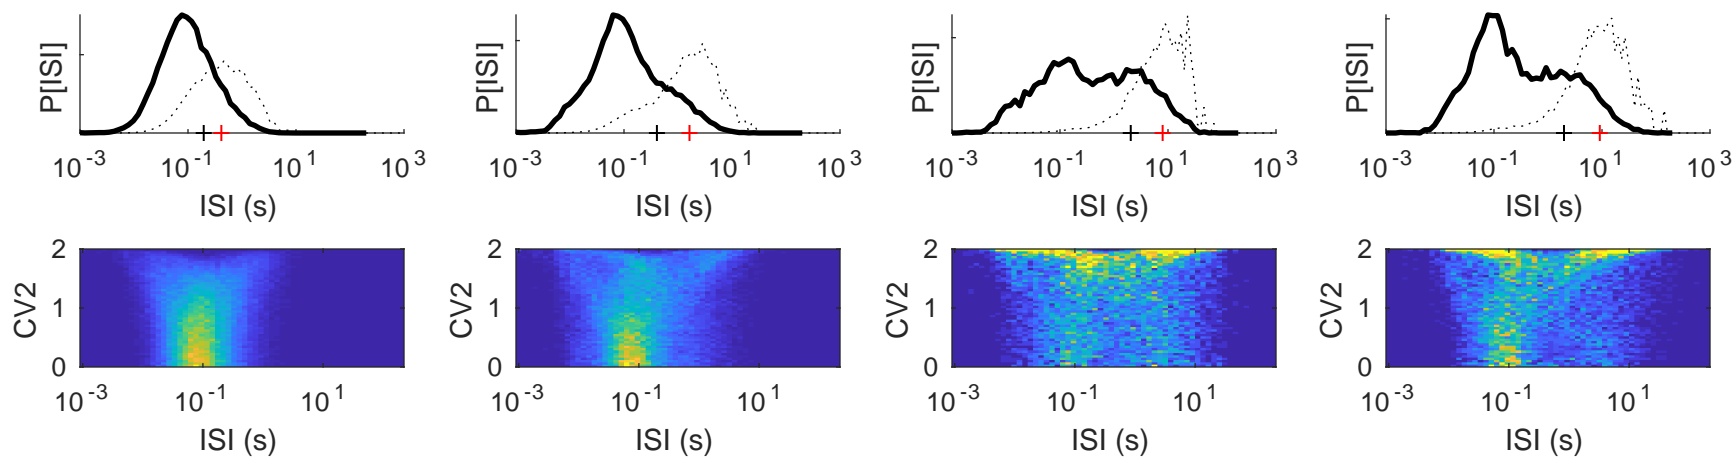 P[ISI] P[ISI] P[ISI] P[ISI]
10^-3 10^-1 10^1 10^3 10^-3 10^-1 10^1 10^3 10^-3 10^-1 10^1 10^3 10^-3 10^-1 10^1 10^3
ISI (s) ISI (s) ISI (s) ISI (s)
2 2 2 2
CV2 1 CV2 1 CV2 1 CV2 1
0 0 0 0
10^-3 10^-1 10^1 10^-3 10^-1 10^1 10^-3 10^-1 10^1 10^-3 10^-1 10^1
ISI (s) ISI (s) ISI (s) ISI (s)